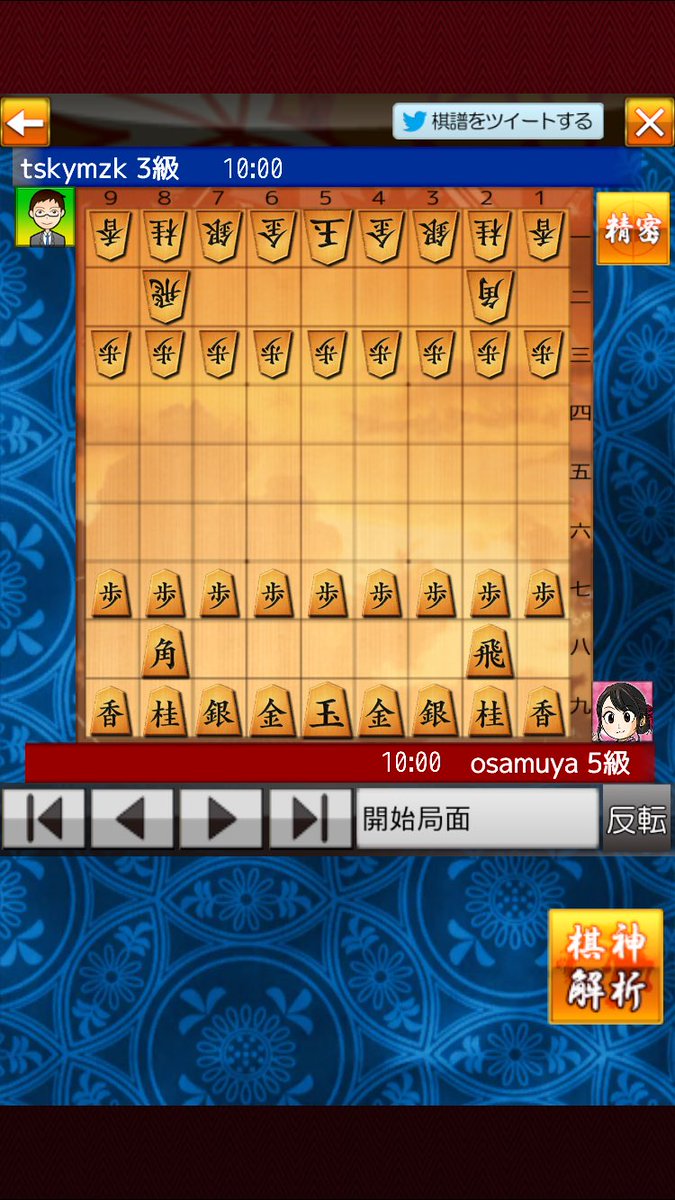 棋譜をツイートする
tskymzk 3級 10:00
9 8 7 6 5 4 3 2 1
精密
香 桂 銀 金 王 金 銀 桂 香 一
飛 角 二
歩 歩 歩 歩 歩 歩 歩 歩 歩 三
四
五
六
歩 歩 歩 歩 歩 歩 歩 歩 歩 七
角 飛 八
香 桂 銀 金 玉 金 銀 桂 香 九
10:00 osamuya 5級
開始局面
反転
棋神
解析